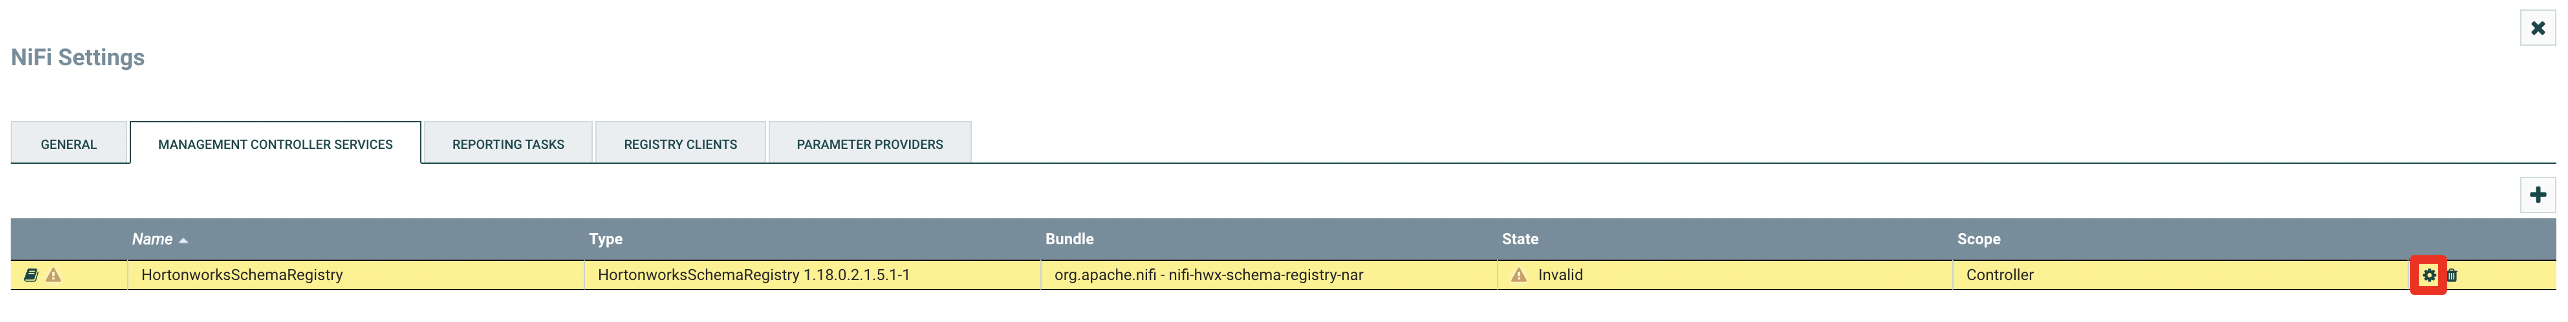 NiFi Settings
GENERAL MANAGEMENT CONTROLLER SERVICES REPORTING TASKS REGISTRY CLIENTS PARAMETER PROVIDERS
Name Type Bundle State Scope
HortonworksSchemaRegistry HortonworksSchemaRegistry 1.18.0.2.1.5.1-1 org.apache.nifi - nifi-hwx-schema-registry-nar Invalid Controller